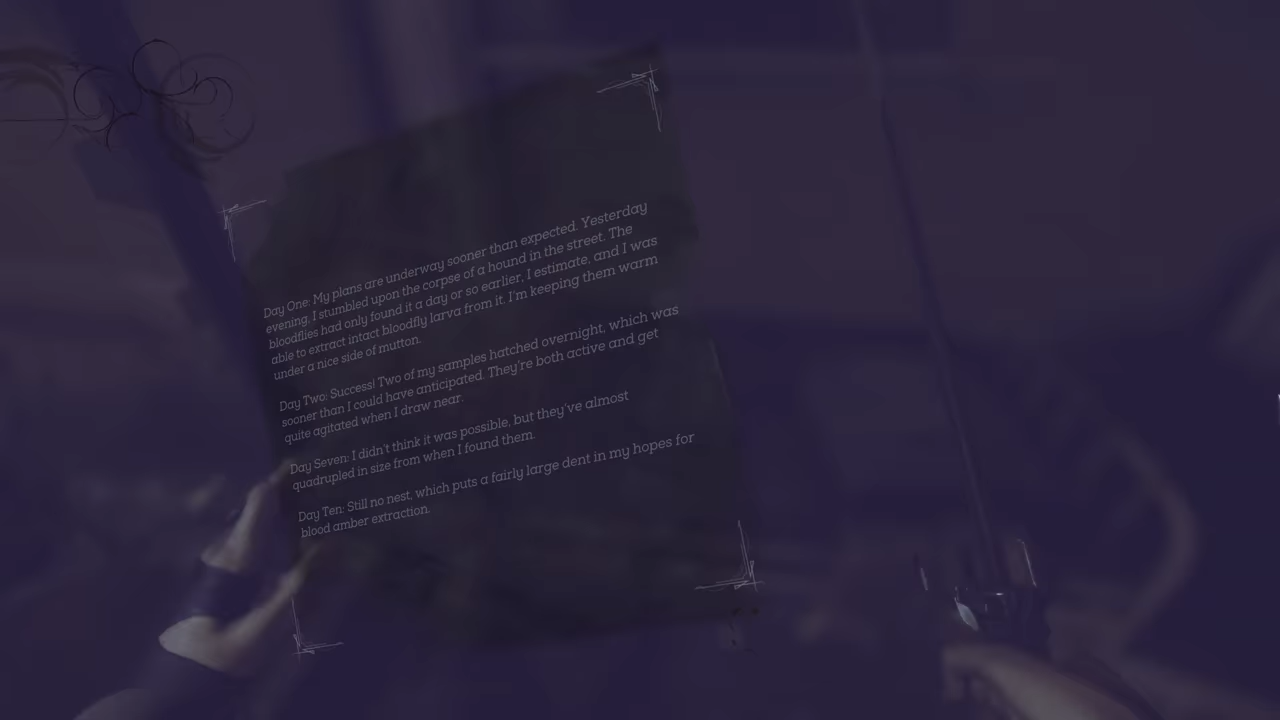 Day One: My plans are underway sooner than expected. Yesterday
evening, I stumbled upon the corpse of a hound in the street. The
bloodflies had only found it a day or so earlier, I estimate, and I was
able to extract intact bloodfly larva from it. I'm keeping them warm
under a nice side of mutton.
Day Two: Success! Two of my samples hatched overnight, which was
sooner than I could have anticipated. They're both active and get
quite agitated when I draw near.
Day Seven: I didn't think it was possible, but they've almost
quadrupled in size from when I found them.
Day Ten: Still no nest, which puts a fairly large dent in my hopes for
blood amber extraction.